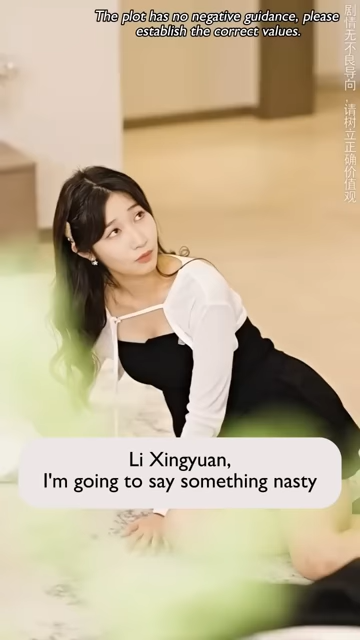 The plot has no negative guidance, please
establish the correct values.
剧情无不良导向，请树立正确价值观
Li Xingyuan,
I'm going to say something nasty